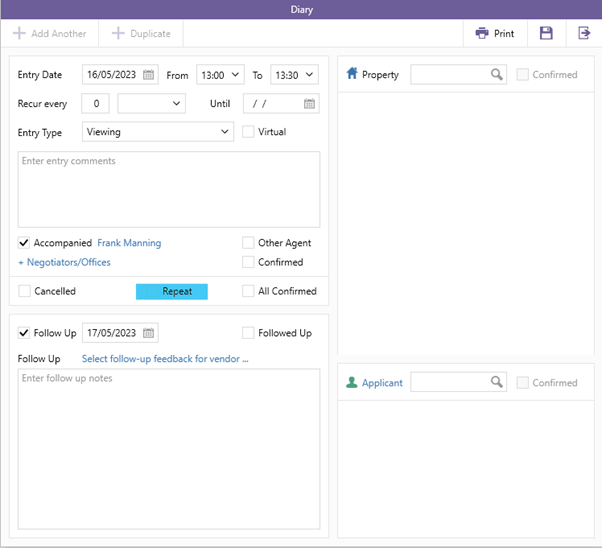 Diary
Add Another Duplicate Print
Entry Date 16/05/2023 From 13:00 To 13:30
Recur every 0 Until / /
Entry Type Viewing Virtual
Enter entry comments
Accompanied Frank Manning Other Agent
+ Negotiators/Offices Confirmed
Cancelled Repeat All Confirmed
Follow Up 17/05/2023 Followed Up
Follow Up Select follow-up feedback for vendor ...
Enter follow up notes
Property Confirmed
Applicant Confirmed